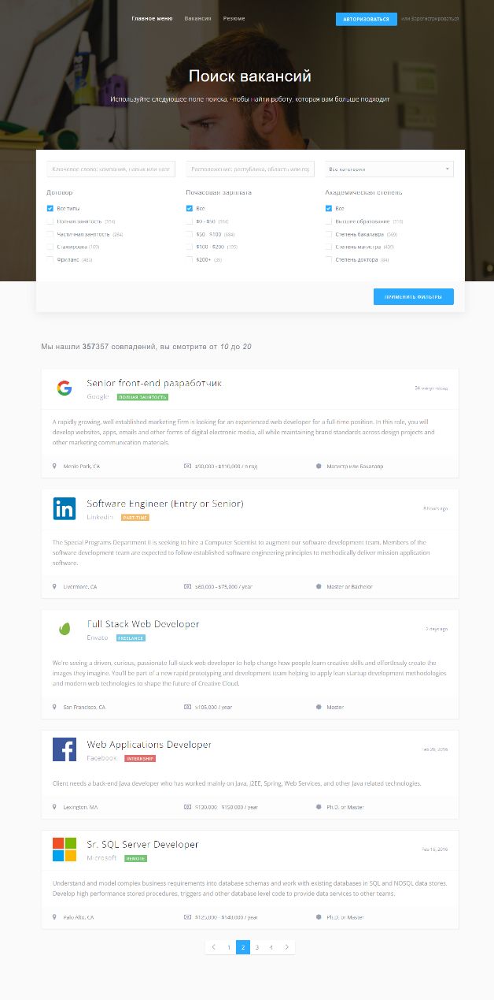 Главное меню Вакансия Резюме АВТОРИЗОВАТЬСЯ или Зарегистрироваться
Поиск вакансий
Используйте следующее поле поиска, чтобы найти работу, которая вам больше подходит
Ключевое слово: компания, навык или назв Расположение: республика, область или гор Все категории
Договор Почасовая зарплата Академическая степень
Все типы Все Все
Полная занятость (354) $0 - $50 (364) Высшее образование (216)
Частичная занятость (284) $50 - $100 (684) Степень бакалавра (569)
Стажировка (169) $100 - $200 (195) Степень магистра (439)
Фриланс (480) $200+ (39) Степень доктора (84)
ПРИМЕНИТЬ ФИЛЬТРЫ
Мы нашли 357357 совпадений, вы смотрите от 10 до 20
Senior front-end разработчик
34 минут назад
Google ПОЛНАЯ ЗАНЯТОСТЬ
A rapidly growing, well established marketing firm is looking for an experienced web developer for a full-time position. In this role, you will
develop websites, apps, emails and other forms of digital electronic media, all while maintaining brand standards across design projects and
other marketing communication materials.
Menlo Park, CA $90,000 - $110,000 / в год Магистр или Бакалавр
in
Software Engineer (Entry or Senior)
8 hours ago
Linkedin PART-TIME
The Special Programs Department II is seeking to hire a Computer Scientist to augment our software development team. Members of the
software development team are expected to follow established software engineering principles to methodically deliver mission application
software.
Livermore, CA $60,000 - $75,000 / year Master or Bachelor
Full Stack Web Developer
2 days ago
Envato FREELANCE
We're seeing a driven, curious, passionate full-stack web developer to help change how people learn creative skills and effortlessly create the
images they imagine. You'll be part of a new rapid prototyping and development team helping to apply lean startup development methodologies
and modern web technologies to shape the future of Creative Cloud.
San Francisco, CA $105,000 / year Master
Web Applications Developer
Feb 26, 2016
Facebook INTERNSHIP
Client needs a back-end Java developer who has worked mainly on Java, J2EE, Spring, Web Services, and other Java related technologies.
Lexington, MA $130,000 - $150,000 / year Ph.D. or Master
Sr. SQL Server Developer
Feb 16, 2016
Microsoft REMOTE
Understand and model complex business requirements into database schemas and work with existing databases in SQL and NOSQL data stores.
Develop high performance stored procedures, triggers and other database level code to provide data services to other teams.
Palo Alto, CA $125,000 - $140,000 / year Ph.D. or Master
1 2 3 4